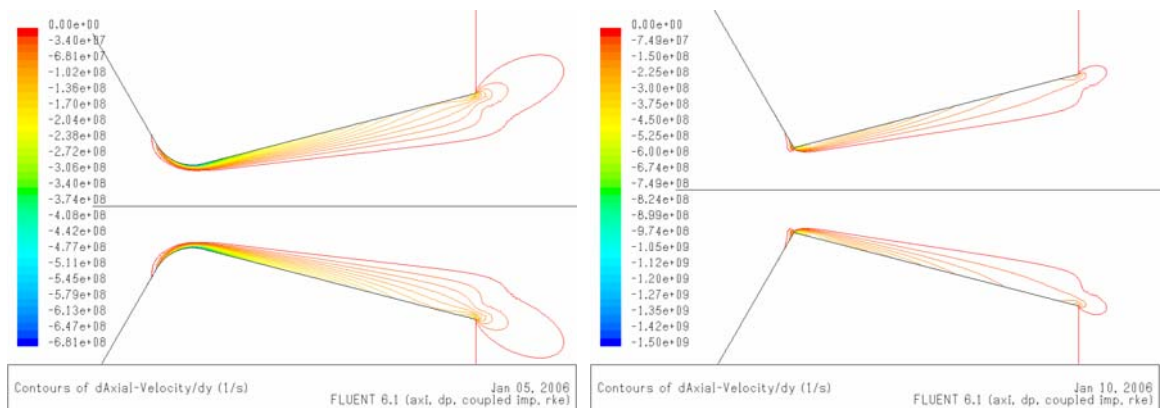 0.00e+00
-3.40e+07
-6.81e+07
-1.02e+08
-1.36e+08
-1.70e+08
-2.04e+08
-2.38e+08
-2.72e+08
-3.06e+08
-3.40e+08
-3.74e+08
-4.08e+08
-4.42e+08
-4.77e+08
-5.11e+08
-5.45e+08
-5.79e+08
-6.13e+08
-6.47e+08
-6.81e+08
Contours of dAxial-Velocity/dy (1/s)
Jan 05, 2006
FLUENT 6.1 (axi, dp, coupled imp, rke)
0.00e+00
-7.49e+07
-1.50e+08
-2.25e+08
-3.00e+08
-3.75e+08
-4.50e+08
-5.25e+08
-6.00e+08
-6.74e+08
-7.49e+08
-8.24e+08
-8.99e+08
-9.74e+08
-1.05e+09
-1.12e+09
-1.20e+09
-1.27e+09
-1.35e+09
-1.42e+09
-1.50e+09
Contours of dAxial-Velocity/dy (1/s)
Jan 10, 2006
FLUENT 6.1 (axi, dp, coupled imp, rke)